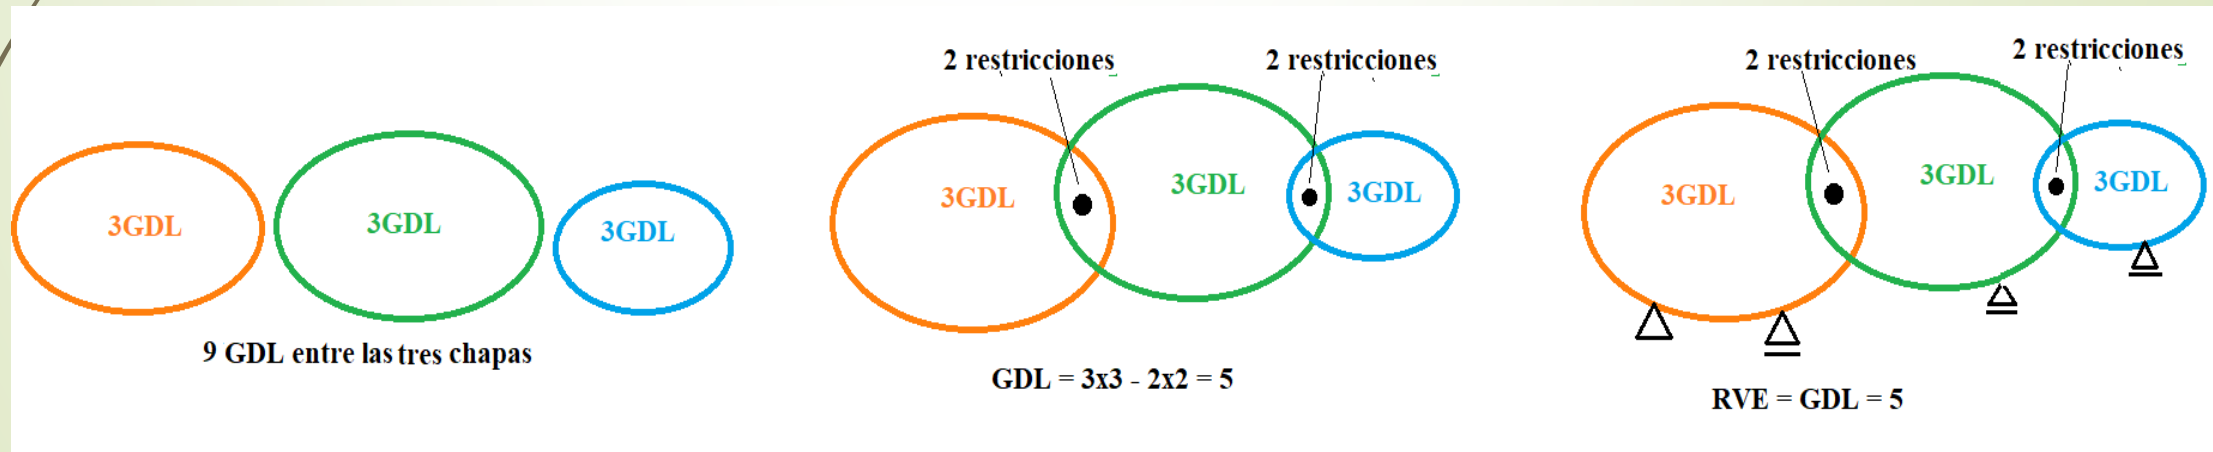 3GDL
3GDL
3GDL
9 GDL entre las tres chapas
2 restricciones
2 restricciones
3GDL
3GDL
3GDL
GDL = 3x3 - 2x2 = 5
2 restricciones
2 restricciones
3GDL
3GDL
3GDL
RVE = GDL = 5